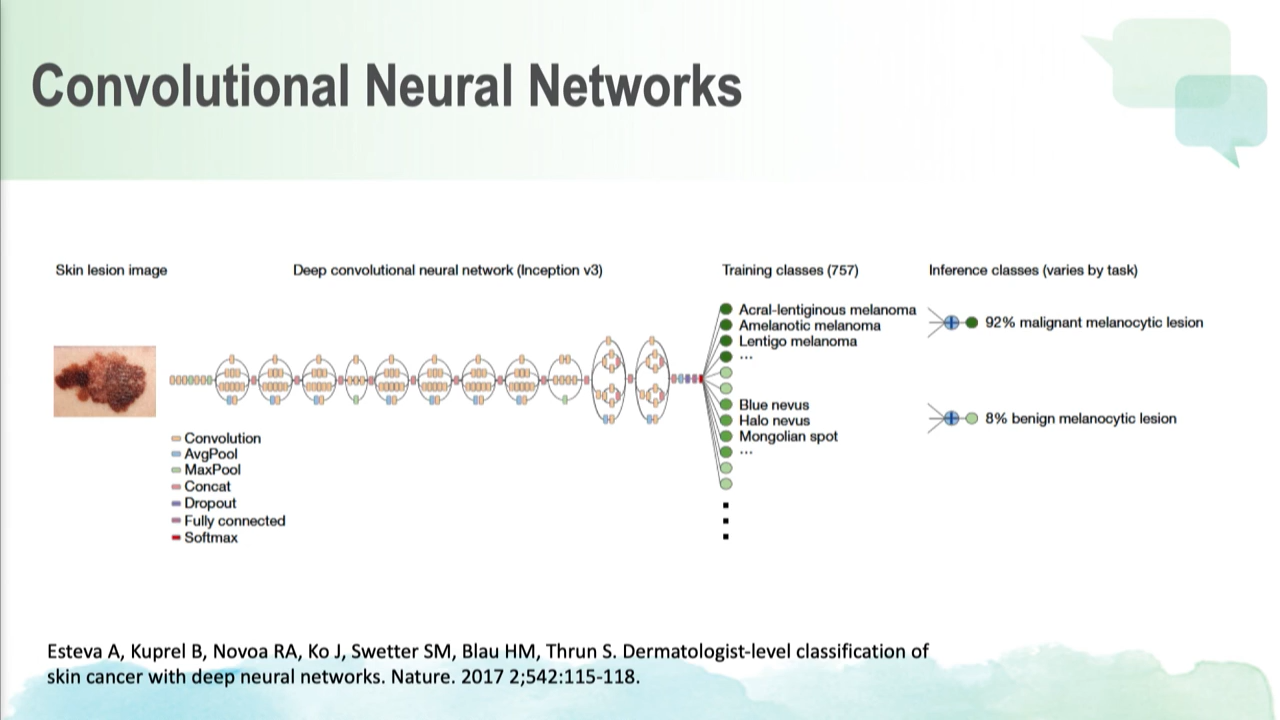 Convolutional Neural Networks
Skin lesion image
Deep convolutional neural network (Inception v3)
Training classes (757)
Inference classes (varies by task)
Acral-lentiginous melanoma
Amelanotic melanoma
Lentigo melanoma
...
Blue nevus
Halo nevus
Mongolian spot
...
92% malignant melanocytic lesion
8% benign melanocytic lesion
Convolution
AvgPool
MaxPool
Concat
Dropout
Fully connected
Softmax
Esteva A, Kuprel B, Novoa RA, Ko J, Swetter SM, Blau HM, Thrun S. Dermatologist-level classification of
skin cancer with deep neural networks. Nature. 2017 2;542:115-118.